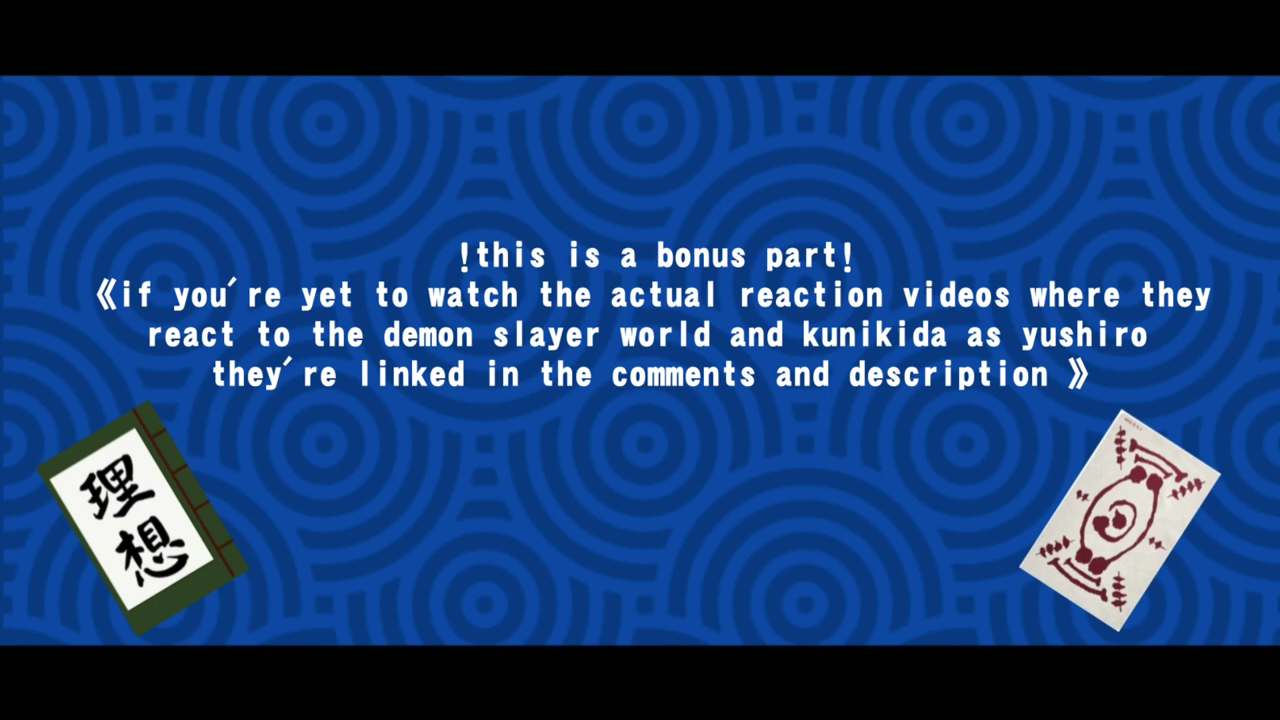 !this is a bonus part!
《if you're yet to watch the actual reaction videos where they
react to the demon slayer world and kunikida as yushiro
they're linked in the comments and description 》
理
想